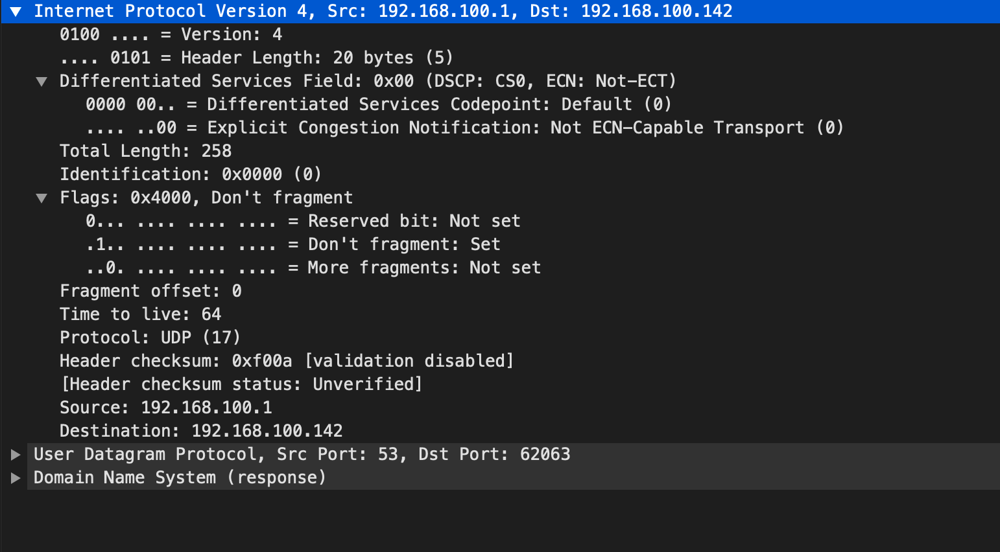 Internet Protocol Version 4, Src: 192.168.100.1, Dst: 192.168.100.142
0100 .... = Version: 4
.... 0101 = Header Length: 20 bytes (5)
Differentiated Services Field: 0x00 (DSCP: CS0, ECN: Not-ECT)
0000 00.. = Differentiated Services Codepoint: Default (0)
.... ..00 = Explicit Congestion Notification: Not ECN-Capable Transport (0)
Total Length: 258
Identification: 0x0000 (0)
Flags: 0x4000, Don't fragment
0... .... .... .... = Reserved bit: Not set
.1.. .... .... .... = Don't fragment: Set
..0. .... .... .... = More fragments: Not set
Fragment offset: 0
Time to live: 64
Protocol: UDP (17)
Header checksum: 0xf00a [validation disabled]
[Header checksum status: Unverified]
Source: 192.168.100.1
Destination: 192.168.100.142
User Datagram Protocol, Src Port: 53, Dst Port: 62063
Domain Name System (response)